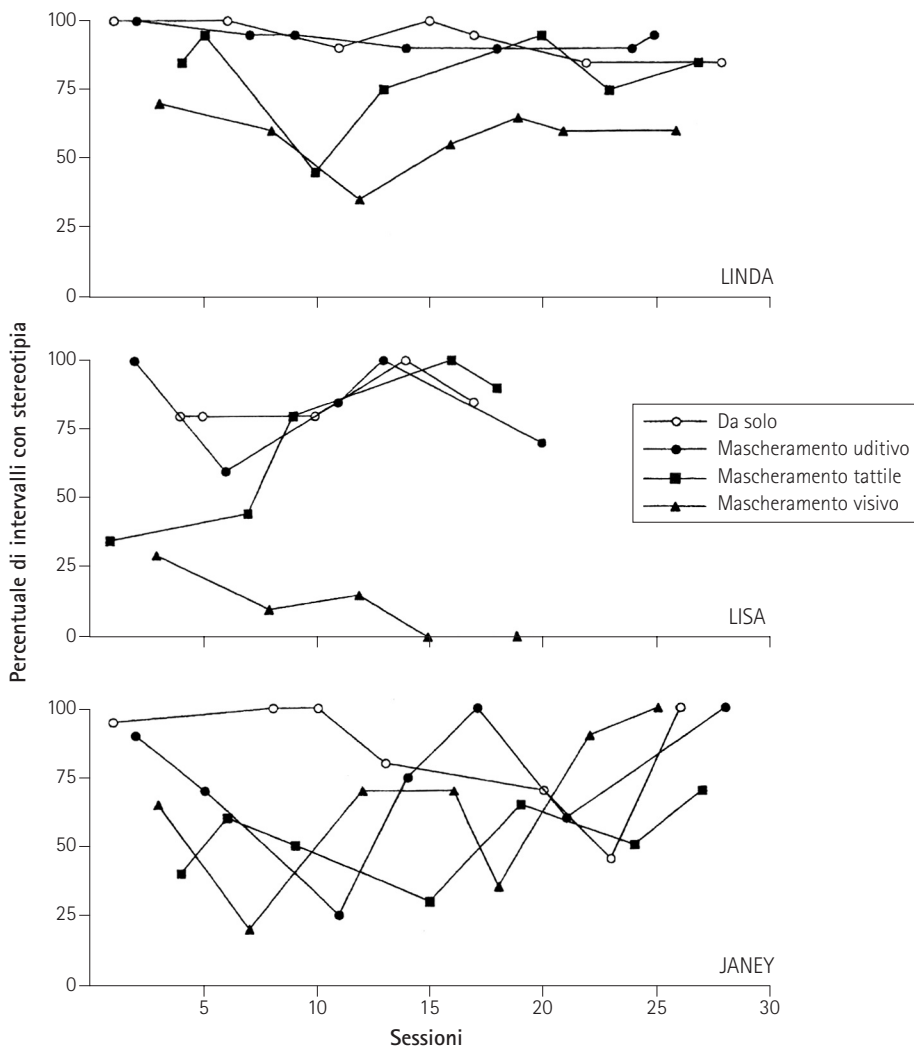 Percentuale di intervalli con stereotipia
100
75
50
25
0
LINDA
100
75
50
25
0
LISA
Da solo
Mascheramento uditivo
Mascheramento tattile
Mascheramento visivo
100
75
50
25
0
JANEY
5 10 15 20 25 30
Sessioni